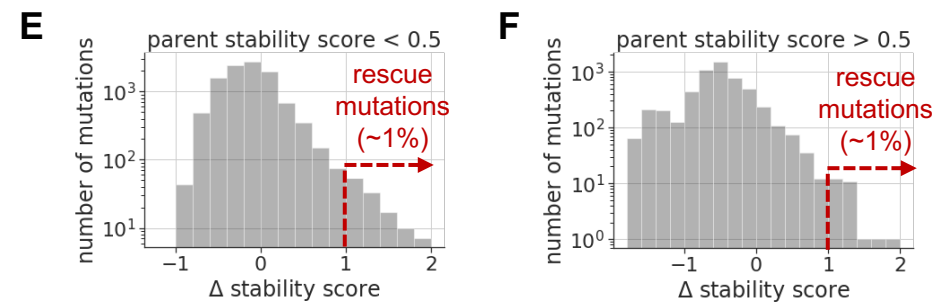 E
parent stability score < 0.5
number of mutations
10³
10²
10¹
rescue
mutations
(~1%)
−1 0 1 2
Δ stability score
F
parent stability score > 0.5
number of mutations
10³
10²
10¹
10⁰
rescue
mutations
(~1%)
−1 0 1 2
Δ stability score